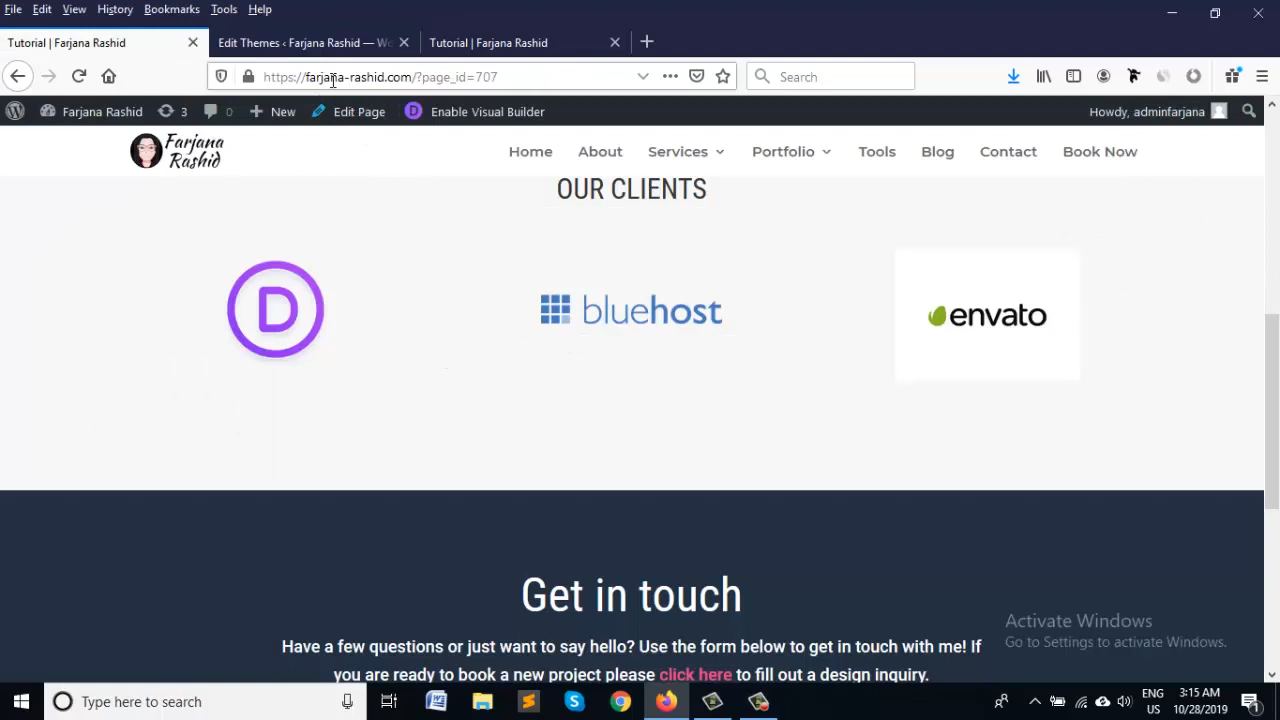 File Edit View History Bookmarks Tools Help
Tutorial | Farjana Rashid
Edit Themes ‹ Farjana Rashid — Wo
Tutorial | Farjana Rashid
https://farjana-rashid.com/?page_id=707
Search
Farjana Rashid 3 0 New Edit Page D Enable Visual Builder Howdy, adminfarjana
Farjana Rashid
Home About Services Portfolio Tools Blog Contact Book Now
OUR CLIENTS
D
bluehost
envato
Get in touch
Have a few questions or just want to say hello? Use the form below to get in touch with me! If
you are ready to book a new project please click here to fill out a design inquiry.
Activate Windows
Go to Settings to activate Windows.
Type here to search
ENG
US
3:15 AM
10/28/2019
1